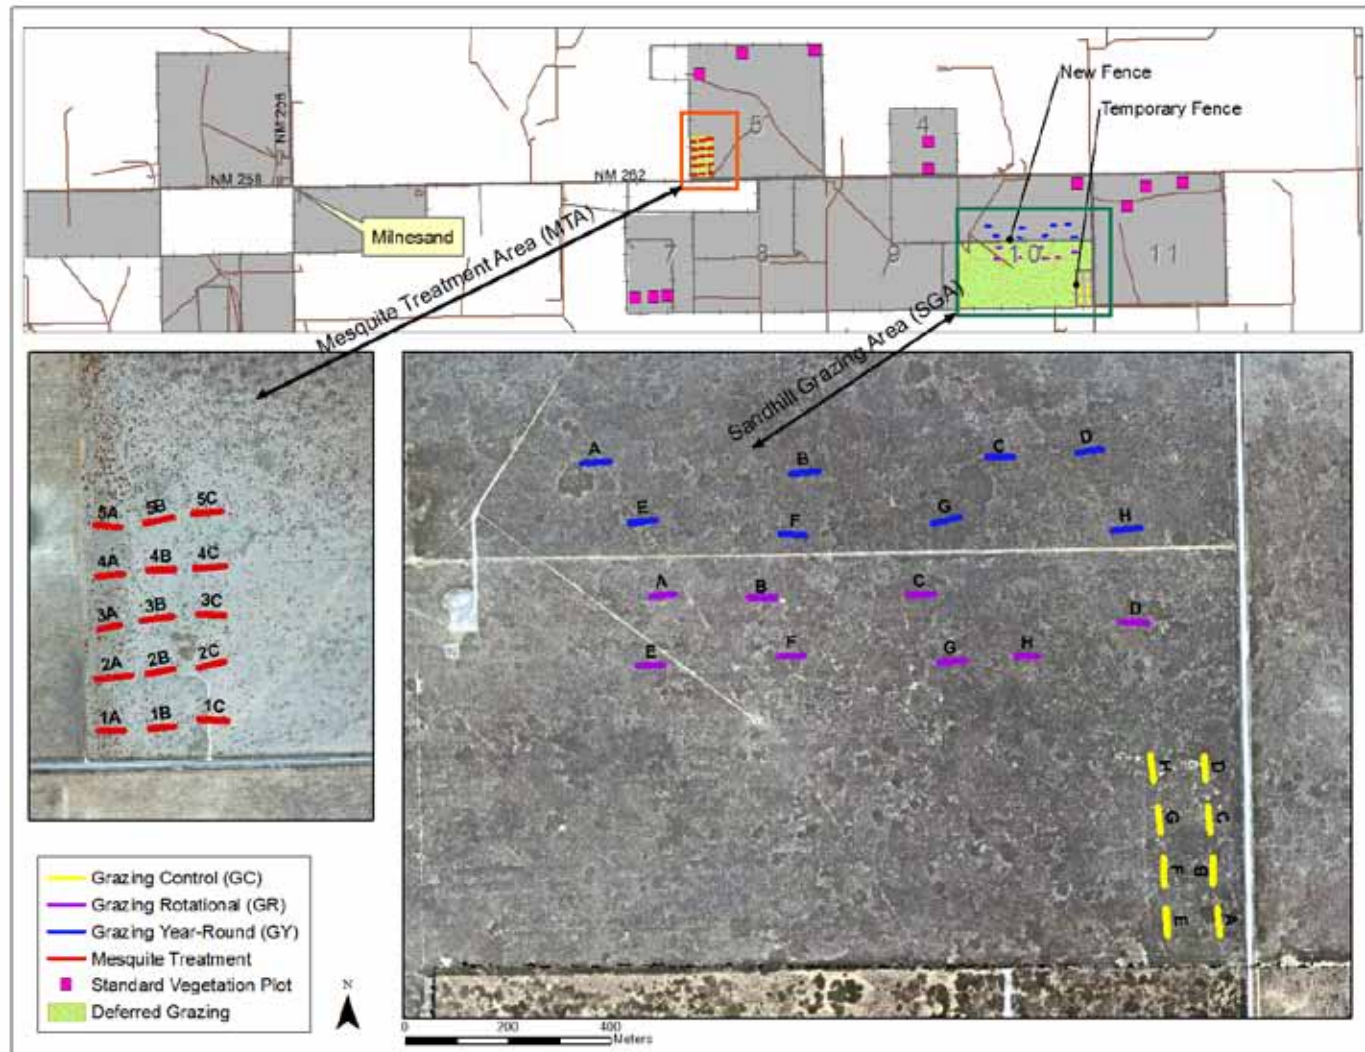 New Fence
Temporary Fence
NM 258
5
4
NM 258
NM 262
Milnesand
7
8
9
10
11
Mesquite Treatment Area (MTA)
Sandhill Grazing Area (SGA)
5A 5B 5C
4A 4B 4C
3A 3B 3C
2A 2B 2C
1A 1B 1C
A B C D
E F G H
A B C D
E F G H
H D
G C
F B
E A
Grazing Control (GC)
Grazing Rotational (GR)
Grazing Year-Round (GY)
Mesquite Treatment
Standard Vegetation Plot
Deferred Grazing
N
0 200 400
Meters